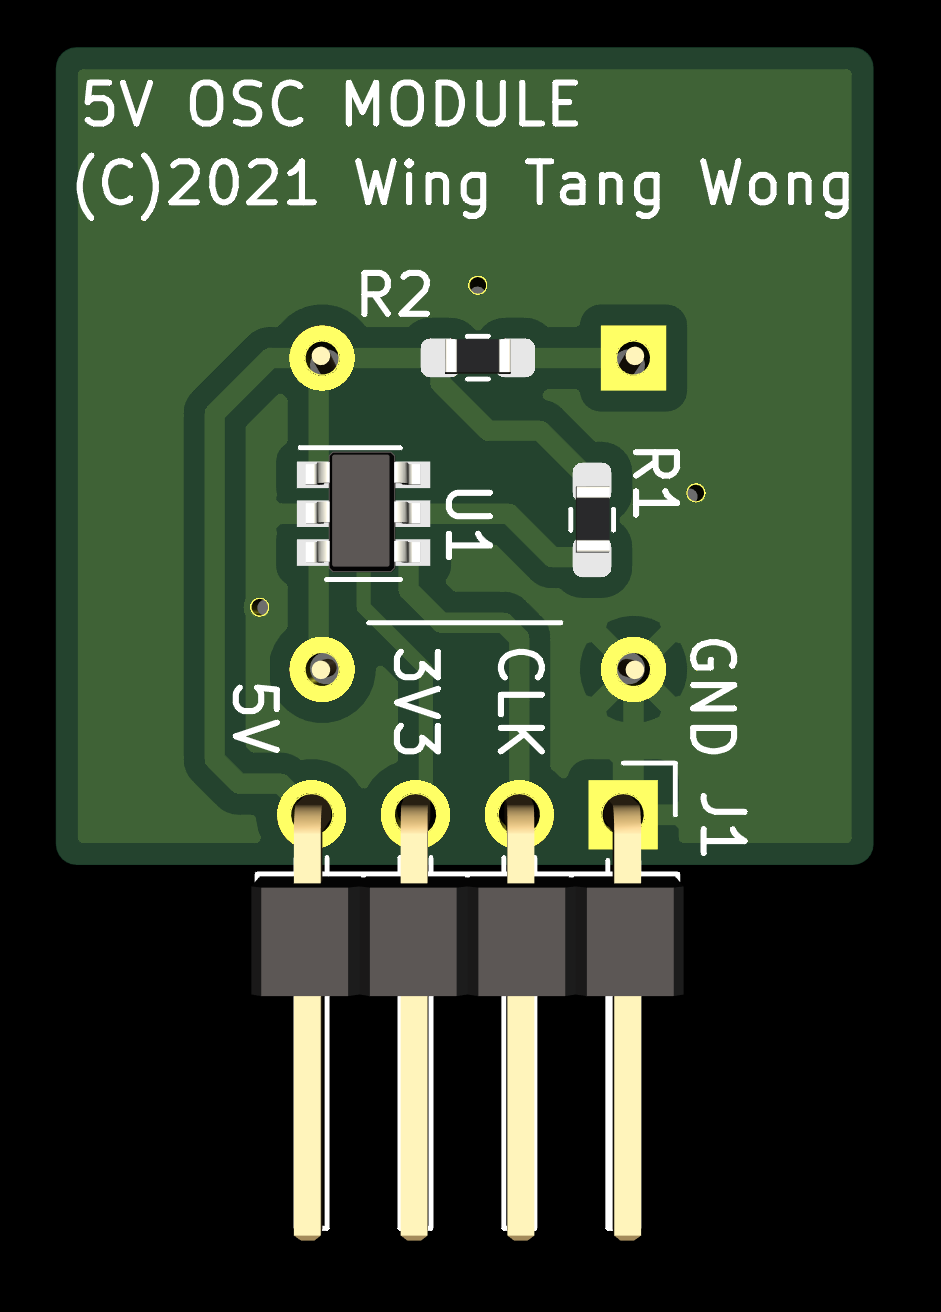 5V OSC MODULE
(C)2021 Wing Tang Wong
R2
R1
U1
5V
3V3
CLK
GND
J1